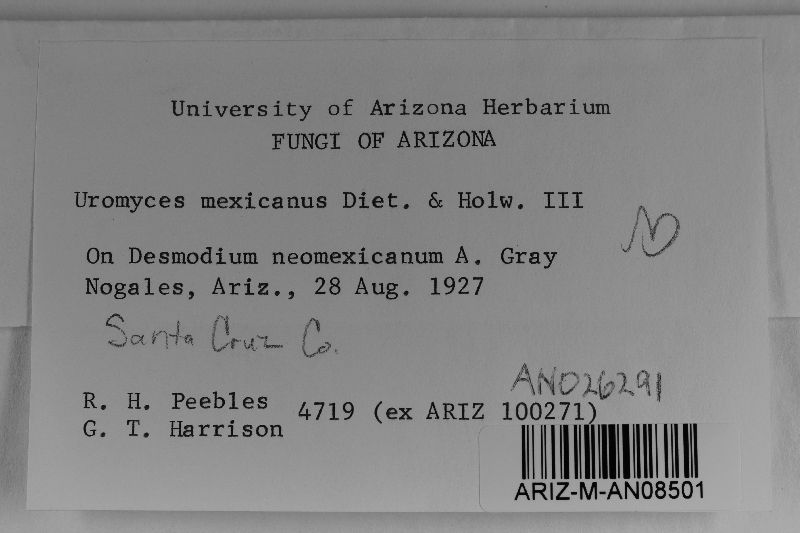 University of Arizona Herbarium
FUNGI OF ARIZONA
Uromyces mexicanus Diet. & Holw. III
On Desmodium neomexicanum A. Gray
Nogales, Ariz., 28 Aug. 1927
Santa Cruz Co.
AN026291
R. H. Peebles
G. T. Harrison
4719 (ex ARIZ 100271)
ARIZ-M-AN08501